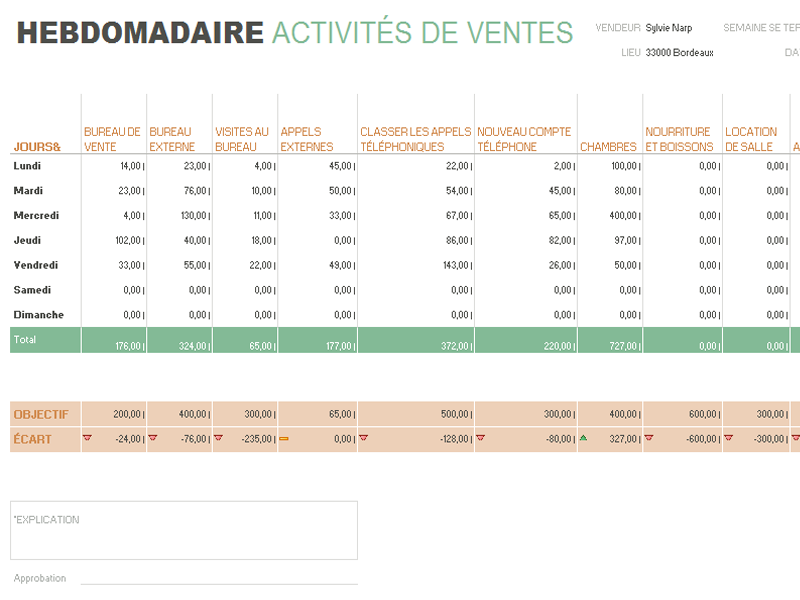 HEBDOMADAIRE ACTIVITÉS DE VENTES
VENDEUR Sylvie Narp SEMAINE SE
LIEU 33000 Bordeaux
JOURS& BUREAU DE VENTE BUREAU EXTERNE VISITES AU BUREAU APPELS EXTERNES CLASSER LES APPELS TÉLÉPHONIQUES NOUVEAU COMPTE TÉLÉPHONE CHAMBRES NOURRITURE ET BOISSONS LOCATION DE SALLE A
Lundi 14,00 23,00 4,00 45,00 22,00 2,00 100,00 0,00 0,00
Mardi 23,00 76,00 10,00 50,00 54,00 45,00 80,00 0,00 0,00
Mercredi 4,00 130,00 11,00 33,00 67,00 65,00 400,00 0,00 0,00
Jeudi 102,00 40,00 18,00 0,00 86,00 82,00 97,00 0,00 0,00
Vendredi 33,00 55,00 22,00 49,00 143,00 26,00 50,00 0,00 0,00
Samedi 0,00 0,00 0,00 0,00 0,00 0,00 0,00 0,00 0,00
Dimanche 0,00 0,00 0,00 0,00 0,00 0,00 0,00 0,00 0,00
Total 176,00 324,00 65,00 177,00 372,00 220,00 727,00 0,00 0,00
OBJECTIF 200,00 400,00 300,00 65,00 500,00 300,00 400,00 600,00 300,00
ÉCART -24,00 -76,00 -235,00 0,00 -128,00 -80,00 327,00 -600,00 -300,00
*EXPLICATION
Approbation